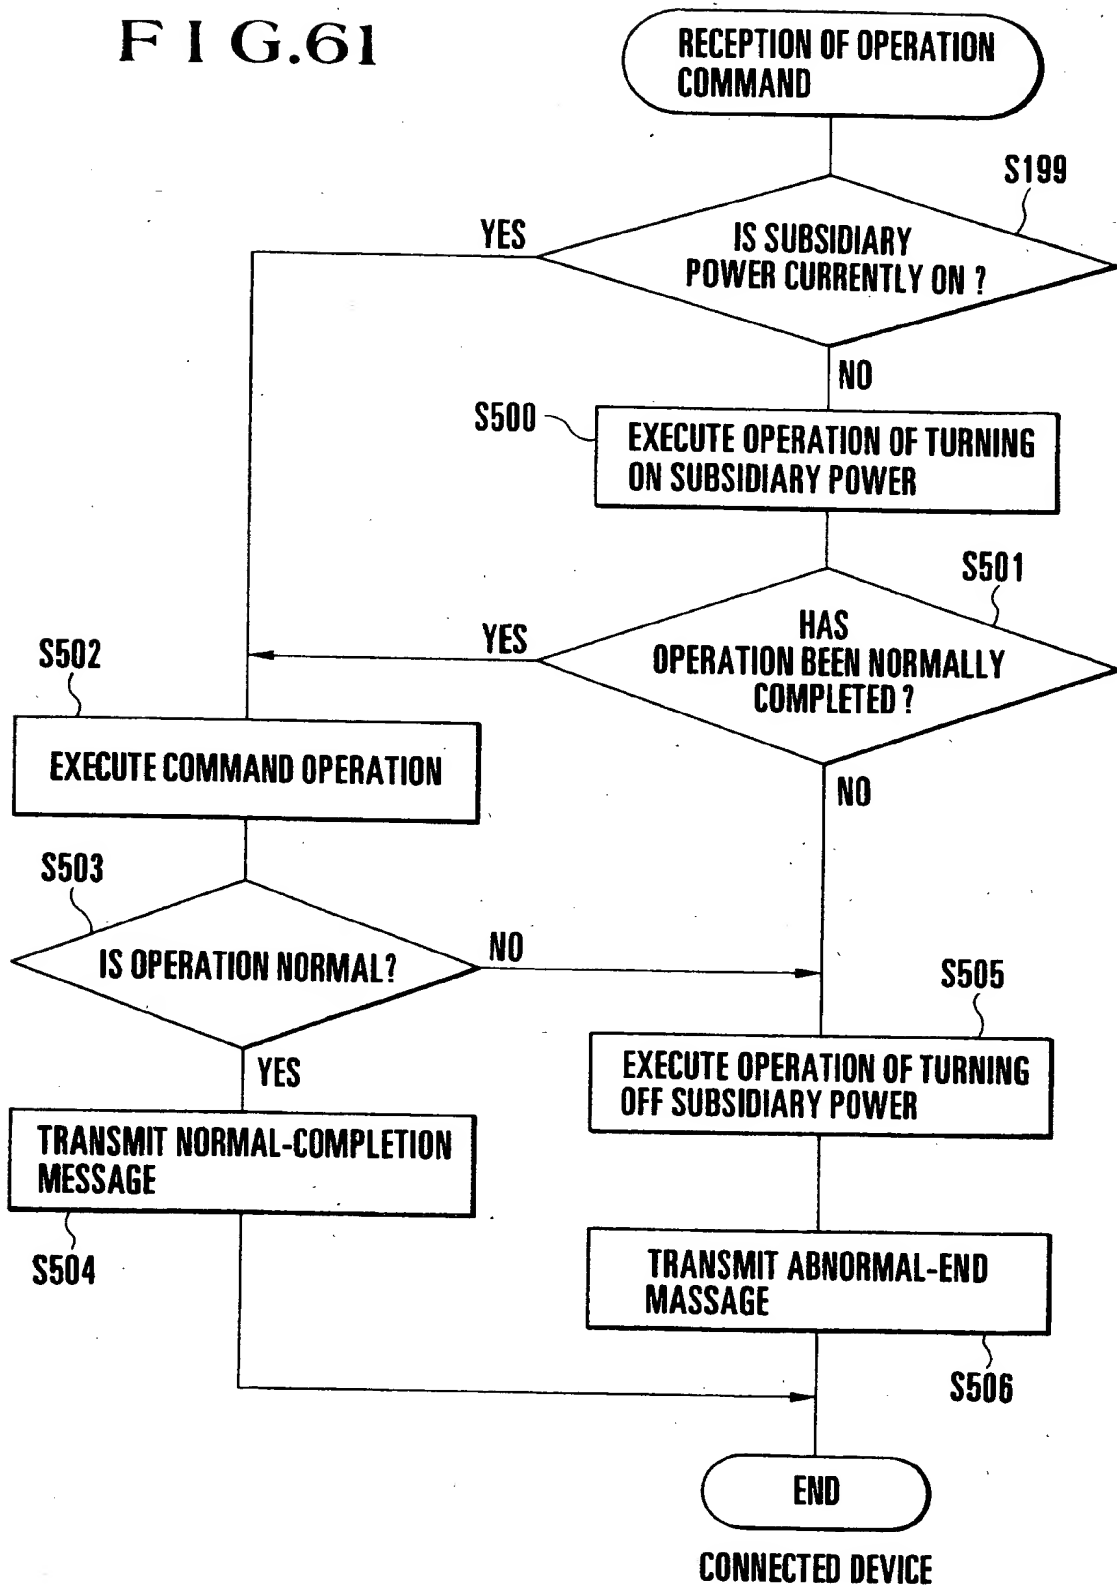 FIG.61
RECEPTION OF OPERATION
COMMAND
S199
YES
IS SUBSIDIARY
POWER CURRENTLY ON ?
NO
S500
EXECUTE OPERATION OF TURNING
ON SUBSIDIARY POWER
S501
YES
HAS
OPERATION BEEN NORMALLY
COMPLETED ?
NO
S502
EXECUTE COMMAND OPERATION
S503
IS OPERATION NORMAL?
NO
YES
S505
EXECUTE OPERATION OF TURNING
OFF SUBSIDIARY POWER
TRANSMIT NORMAL-COMPLETION
MESSAGE
S504
TRANSMIT ABNORMAL-END
MASSAGE
S506
END
CONNECTED DEVICE